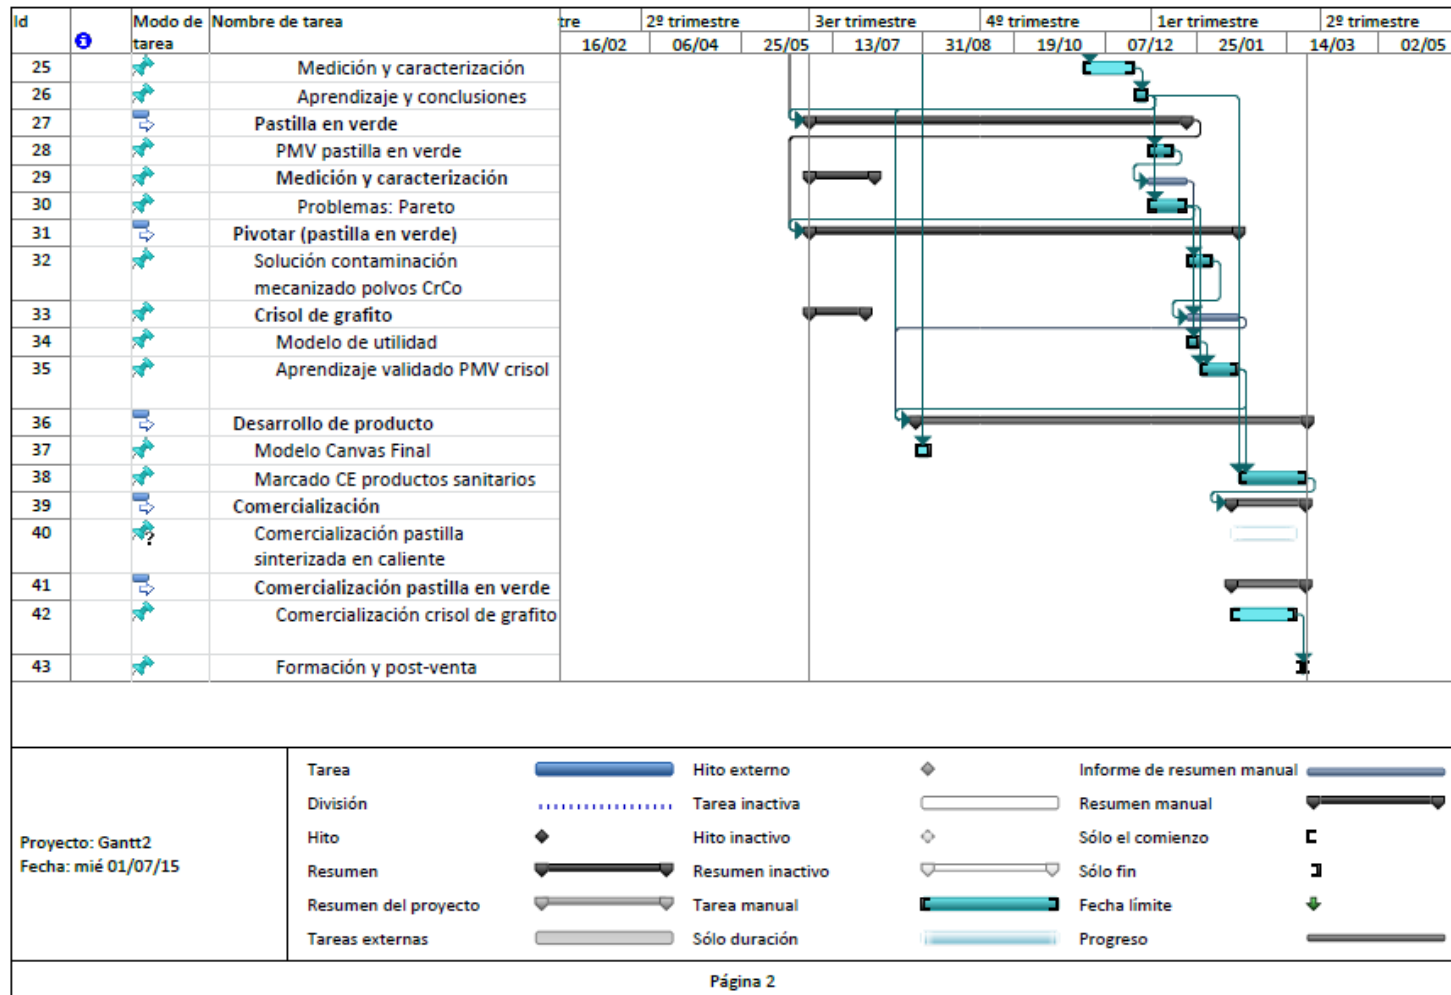 Id
Modo de tarea
Nombre de tarea
tre
2º trimestre
3er trimestre
4º trimestre
1er trimestre
2º trimestre
16/02
06/04
25/05
13/07
31/08
19/10
07/12
25/01
14/03
02/05
25 Medición y caracterización
26 Aprendizaje y conclusiones
27 Pastilla en verde
28 PMV pastilla en verde
29 Medición y caracterización
30 Problemas: Pareto
31 Pivotar (pastilla en verde)
32 Solución contaminación
mecanizado polvos CrCo
33 Crisol de grafito
34 Modelo de utilidad
35 Aprendizaje validado PMV crisol
36 Desarrollo de producto
37 Modelo Canvas Final
38 Marcado CE productos sanitarios
39 Comercialización
40 Comercialización pastilla
sinterizada en caliente
41 Comercialización pastilla en verde
42 Comercialización crisol de grafito
43 Formación y post-venta
Proyecto: Gantt2
Fecha: mié 01/07/15
Tarea
División
Hito
Resumen
Resumen del proyecto
Tareas externas
Hito externo
Tarea inactiva
Hito inactivo
Resumen inactivo
Tarea manual
Sólo duración
Informe de resumen manual
Resumen manual
Sólo el comienzo
Sólo fin
Fecha límite
Progreso
Página 2